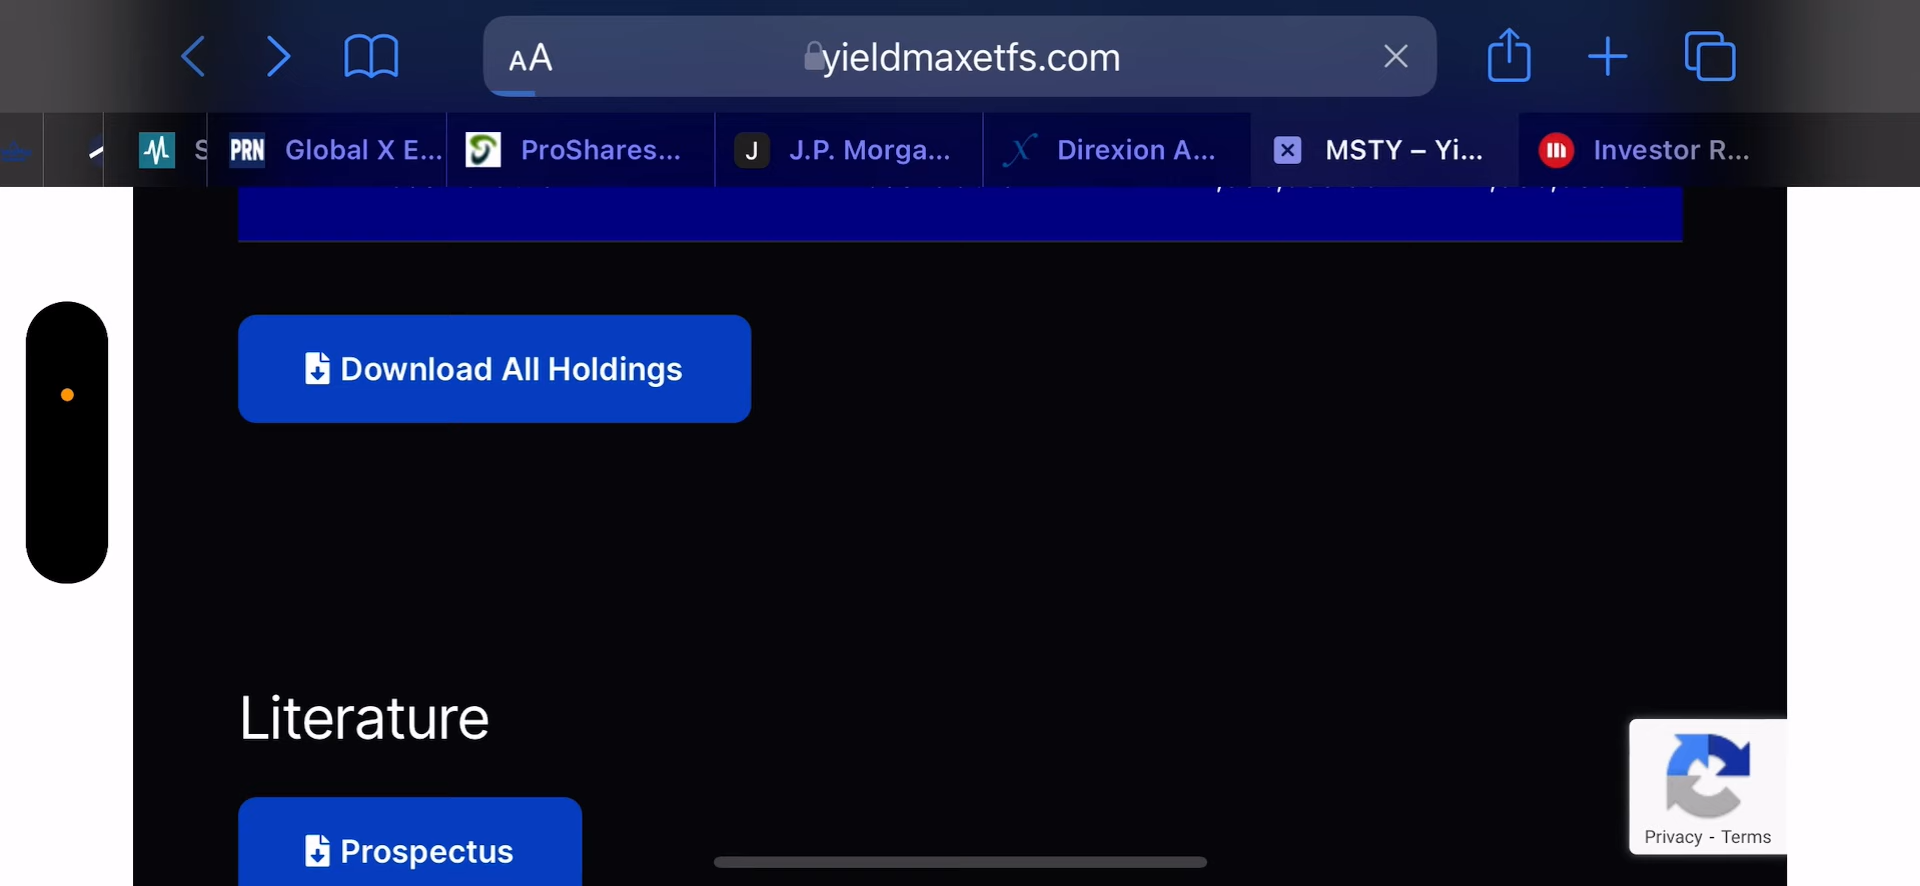 AA
yieldmaxetfs.com
S
PRN
Global X E...
ProShares...
J
J.P. Morga...
Direxion A...
MSTY – Yi...
Investor R...
Download All Holdings
Literature
Prospectus
Privacy - Terms